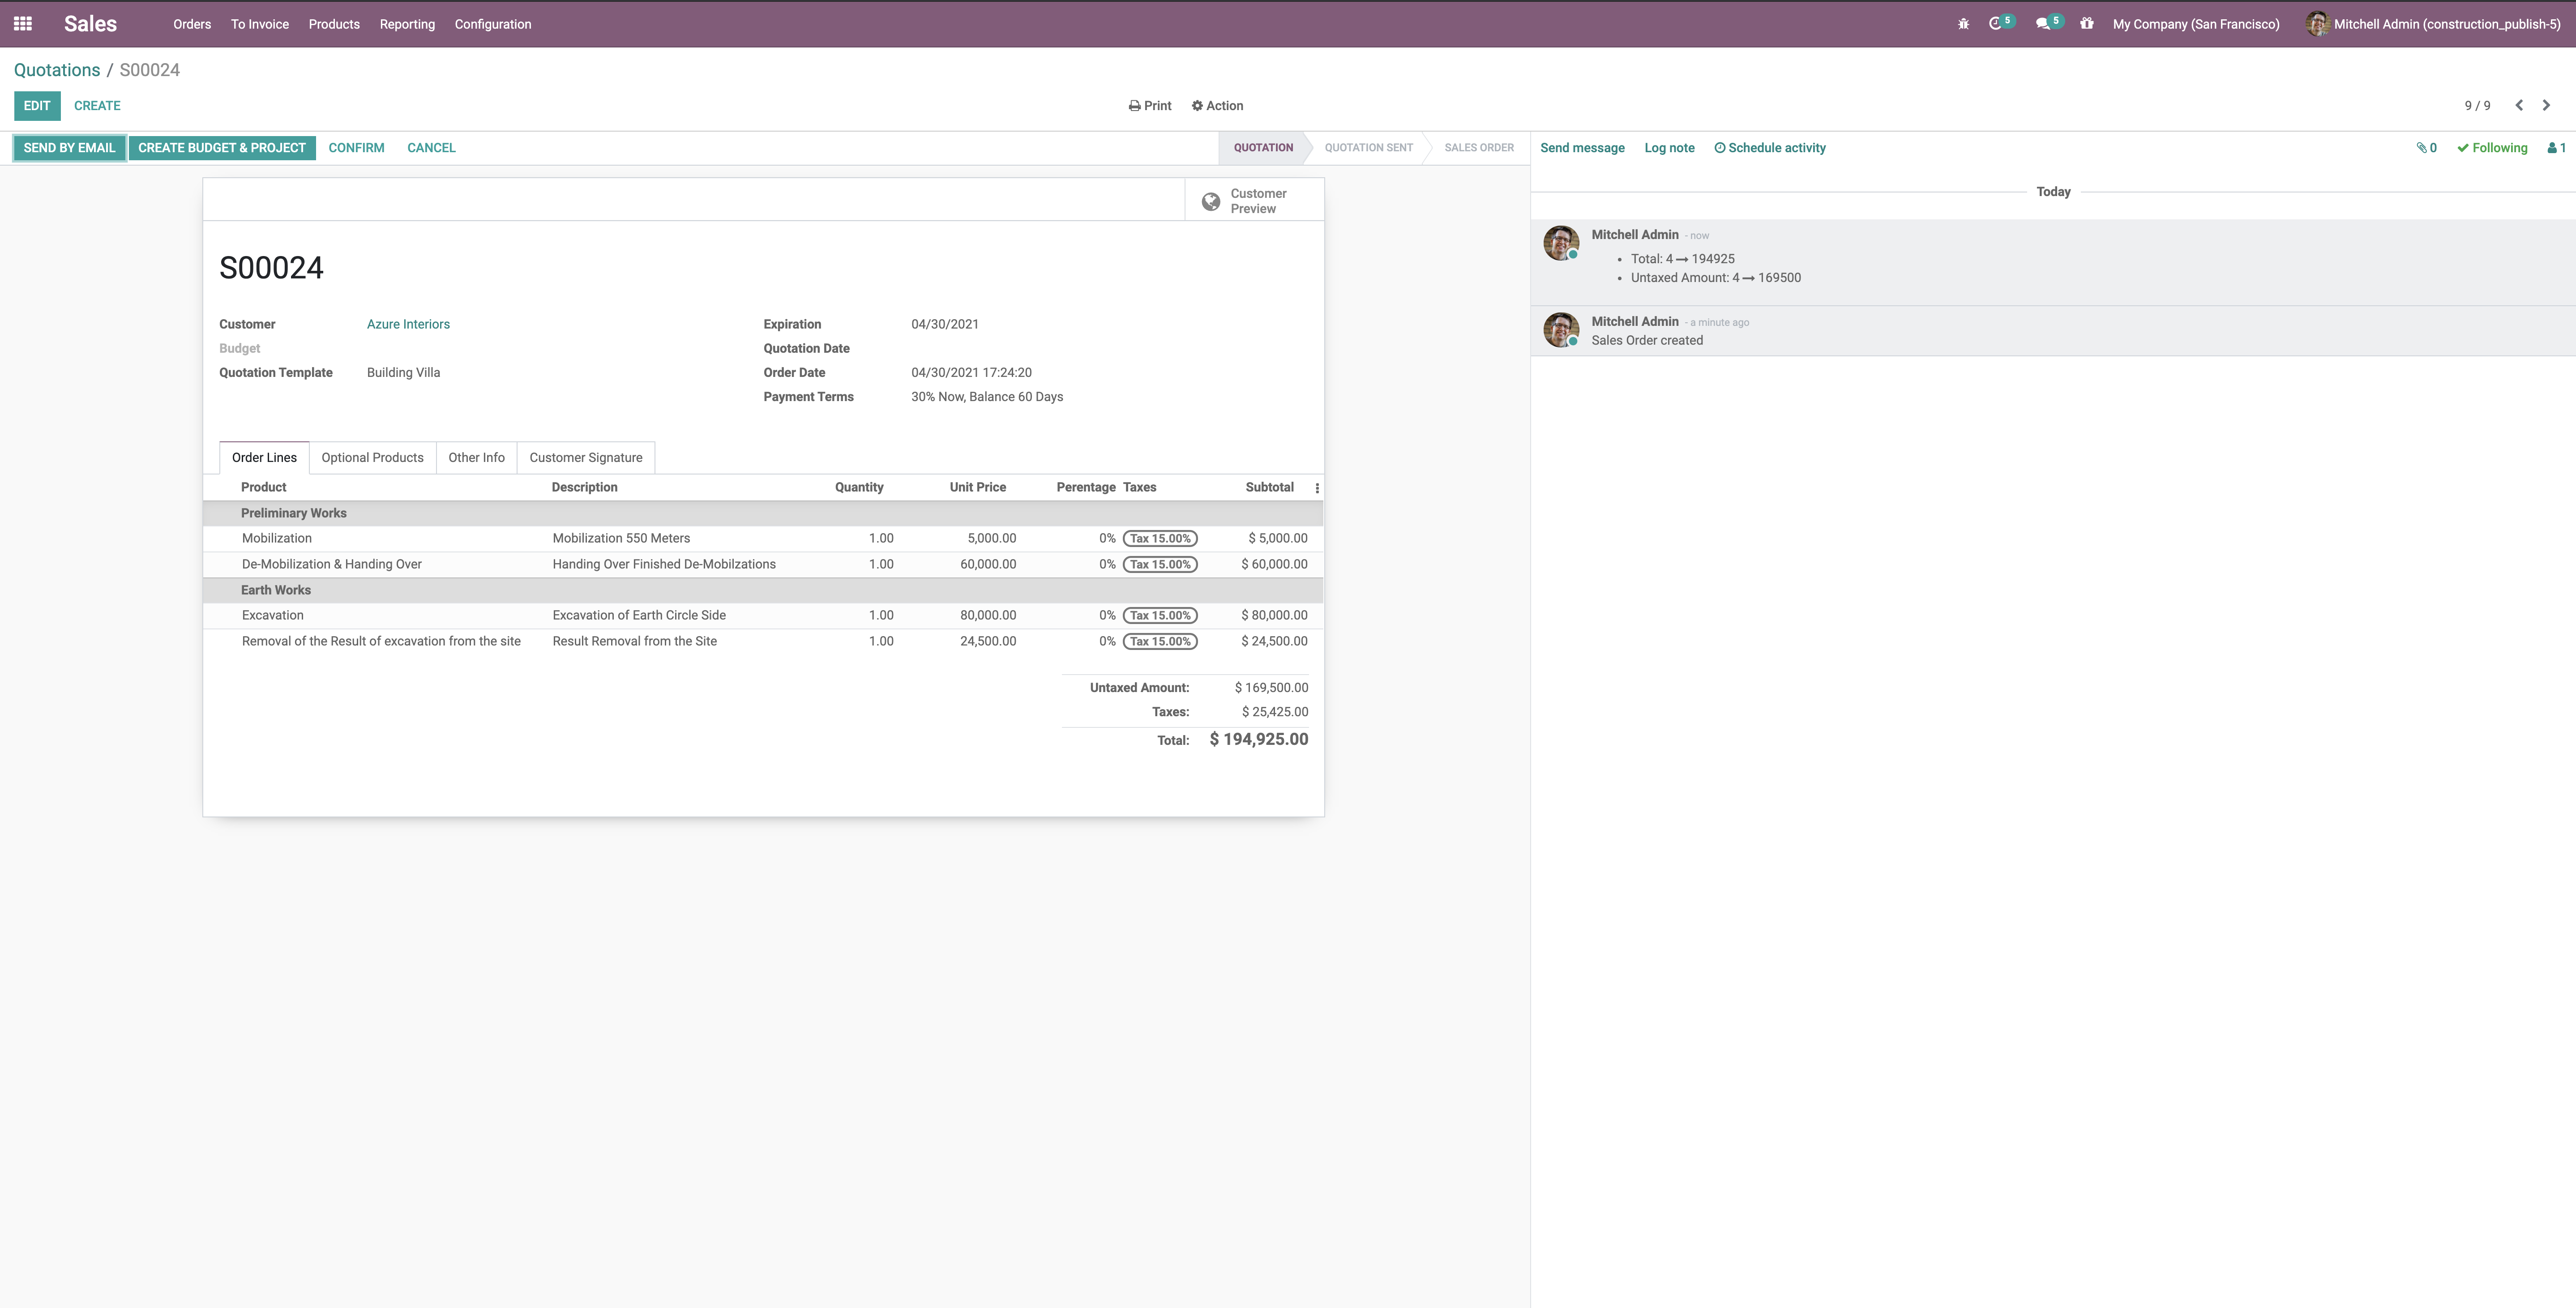 Sales Orders To Invoice Products Reporting Configuration 5 5 My Company (San Francisco) Mitchell Admin (construction_publish-5)
Quotations / S00024
EDIT CREATE Print Action 9 / 9
SEND BY EMAIL CREATE BUDGET & PROJECT CONFIRM CANCEL QUOTATION QUOTATION SENT SALES ORDER
Customer
Preview
S00024
Customer Azure Interiors Expiration 04/30/2021
Budget Quotation Date
Quotation Template Building Villa Order Date 04/30/2021 17:24:20
Payment Terms 30% Now, Balance 60 Days
Order Lines Optional Products Other Info Customer Signature
Product Description Quantity Unit Price Perentage Taxes Subtotal
Preliminary Works
Mobilization Mobilization 550 Meters 1.00 5,000.00 0% Tax 15.00% $ 5,000.00
De-Mobilization & Handing Over Handing Over Finished De-Mobilzations 1.00 60,000.00 0% Tax 15.00% $ 60,000.00
Earth Works
Excavation Excavation of Earth Circle Side 1.00 80,000.00 0% Tax 15.00% $ 80,000.00
Removal of the Result of excavation from the site Result Removal from the Site 1.00 24,500.00 0% Tax 15.00% $ 24,500.00
Untaxed Amount: $ 169,500.00
Taxes: $ 25,425.00
Total: $ 194,925.00
Send message Log note Schedule activity 0 Following 1
Today
Mitchell Admin - now
• Total: 4 → 194925
• Untaxed Amount: 4 → 169500
Mitchell Admin - a minute ago
Sales Order created